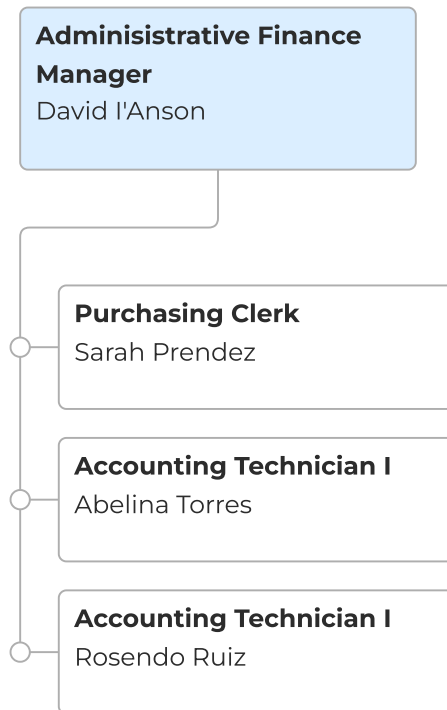 Adminisistrative Finance
Manager
David I'Anson
Purchasing Clerk
Sarah Prendez
Accounting Technician I
Abelina Torres
Accounting Technician I
Rosendo Ruiz